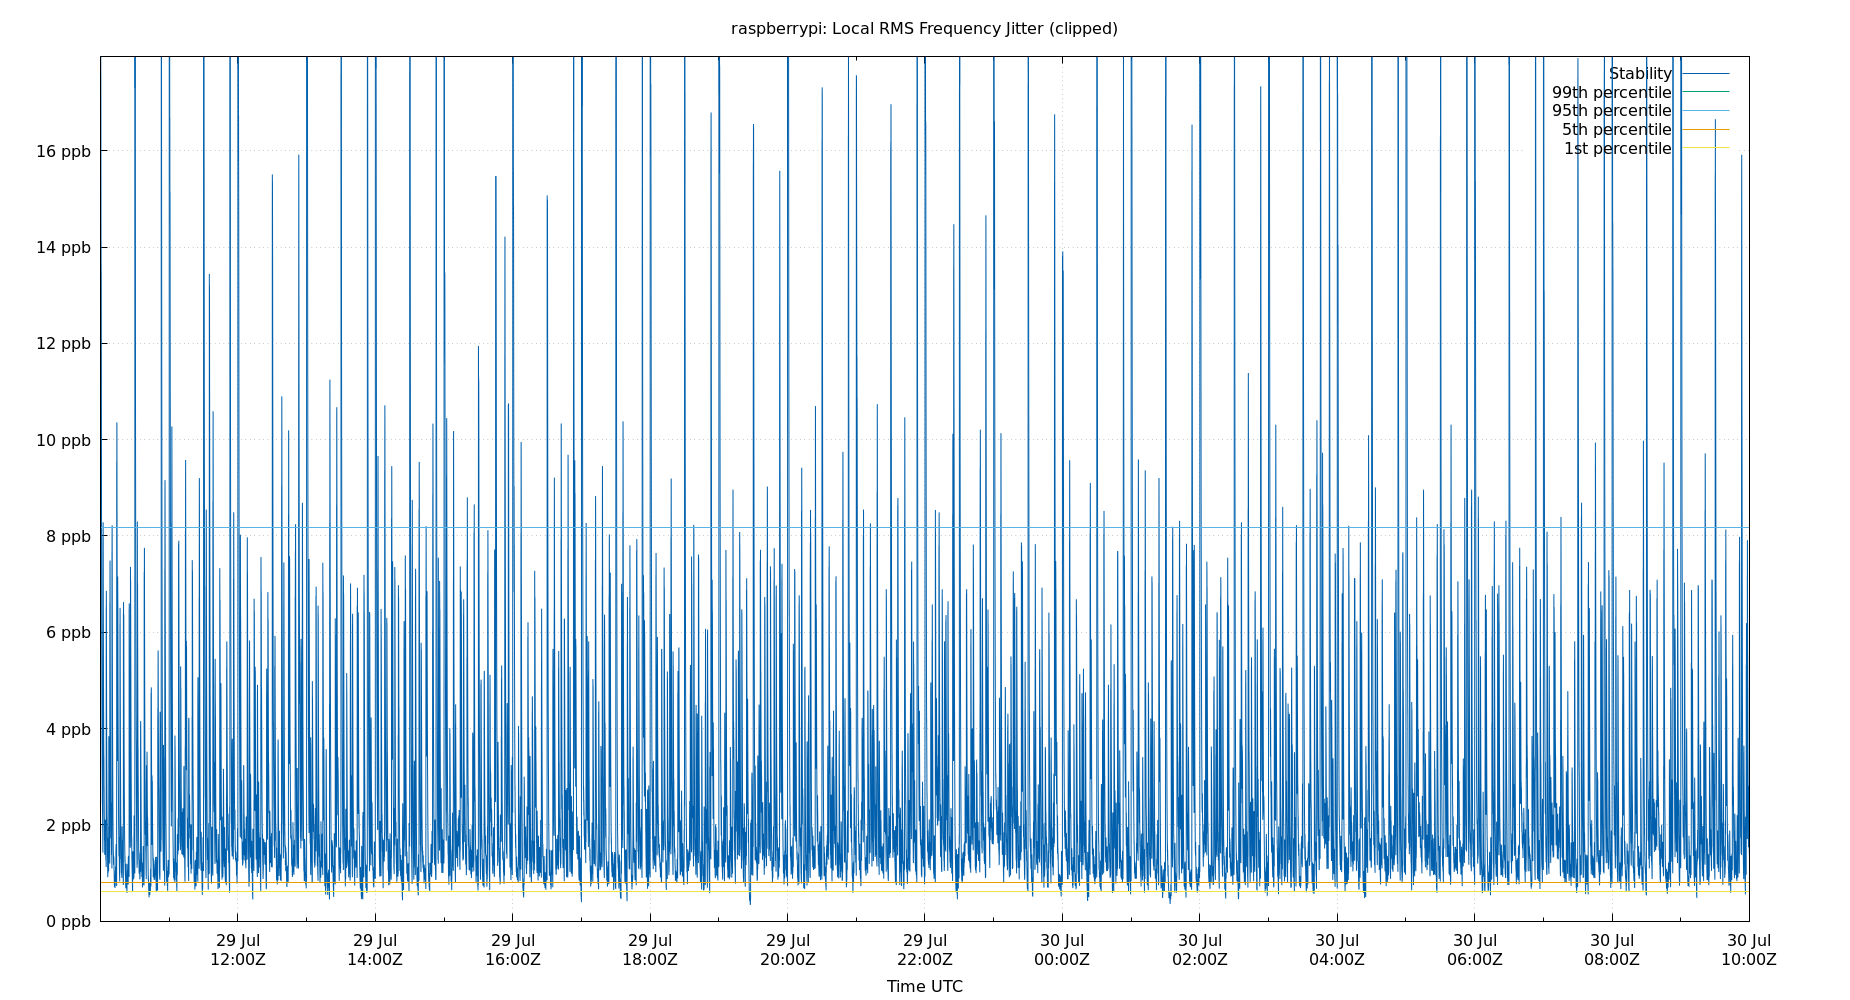 raspberrypi: Local RMS Frequency Jitter (clipped)
Stability
99th percentile
95th percentile
5th percentile
1st percentile
16 ppb
14 ppb
12 ppb
10 ppb
8 ppb
6 ppb
4 ppb
2 ppb
0 ppb
29 Jul 29 Jul 29 Jul 29 Jul 29 Jul 29 Jul 30 Jul 30 Jul 30 Jul 30 Jul 30 Jul 30 Jul
12:00Z 14:00Z 16:00Z 18:00Z 20:00Z 22:00Z 00:00Z 02:00Z 04:00Z 06:00Z 08:00Z 10:00Z
Time UTC